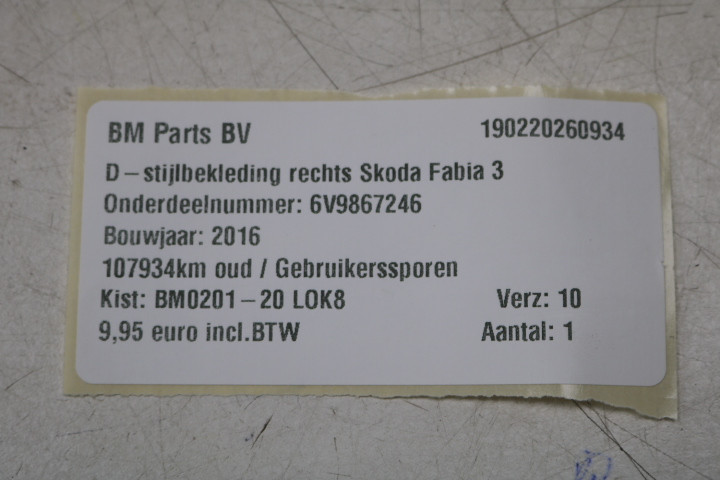 BM Parts BV 190220260934
D-stijlbekleding rechts Skoda Fabia 3
Onderdeelnummer: 6V9867246
Bouwjaar: 2016
107934km oud / Gebruikerssporen
Kist: BM0201-20 LOK8 Verz: 10
9,95 euro incl.BTW Aantal: 1